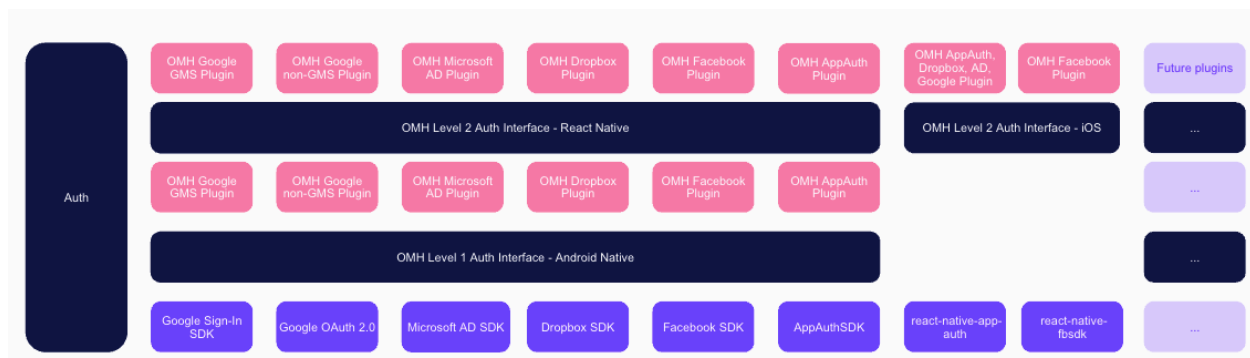 OMH Google
GMS Plugin
OMH Google
non-GMS Plugin
OMH Microsoft
AD Plugin
OMH Dropbox
Plugin
OMH Facebook
Plugin
OMH AppAuth
Plugin
OMH AppAuth,
Dropbox, AD,
Google Plugin
OMH Facebook
Plugin
Future plugins
OMH Level 2 Auth Interface - React Native
OMH Level 2 Auth Interface - iOS
...
Auth
OMH Google
GMS Plugin
OMH Google
non-GMS Plugin
OMH Microsoft
AD Plugin
OMH Dropbox
Plugin
OMH Facebook
Plugin
OMH AppAuth
Plugin
...
OMH Level 1 Auth Interface - Android Native
...
Google Sign-In
SDK
Google OAuth 2.0
Microsoft AD SDK
Dropbox SDK
Facebook SDK
AppAuthSDK
react-native-app-
auth
react-native-
fbsdk
...